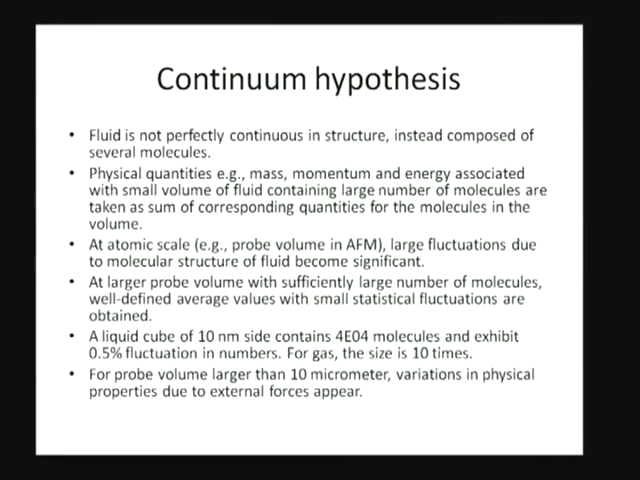 Continuum hypothesis
• Fluid is not perfectly continuous in structure, instead composed of
several molecules.
• Physical quantities e.g., mass, momentum and energy associated
with small volume of fluid containing large number of molecules are
taken as sum of corresponding quantities for the molecules in the
volume.
• At atomic scale (e.g., probe volume in AFM), large fluctuations due
to molecular structure of fluid become significant.
• At larger probe volume with sufficiently large number of molecules,
well-defined average values with small statistical fluctuations are
obtained.
• A liquid cube of 10 nm side contains 4E04 molecules and exhibit
0.5% fluctuation in numbers. For gas, the size is 10 times.
• For probe volume larger than 10 micrometer, variations in physical
properties due to external forces appear.